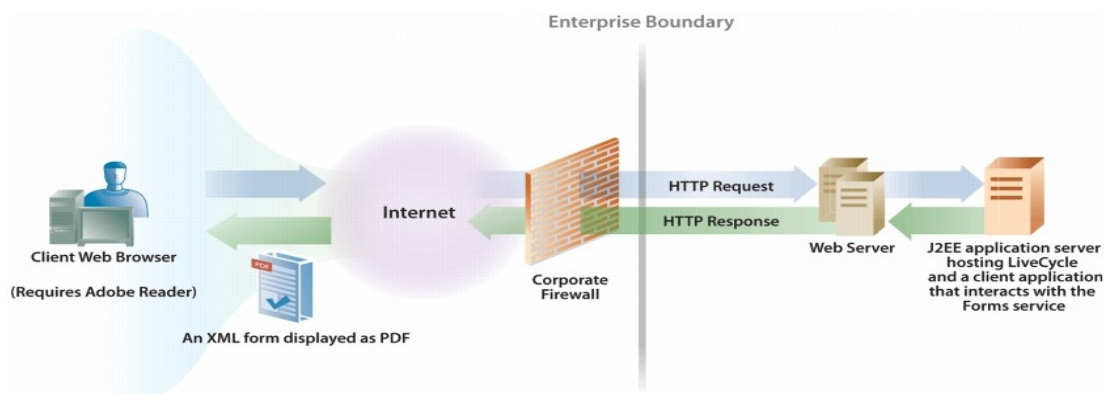 Enterprise Boundary
HTTP Request
Internet
HTTP Response
Client Web Browser
(Requires Adobe Reader)
PDF
An XML form displayed as PDF
Corporate
Firewall
Web Server
J2EE application server
hosting LiveCycle
and a client application
that interacts with the
Forms service